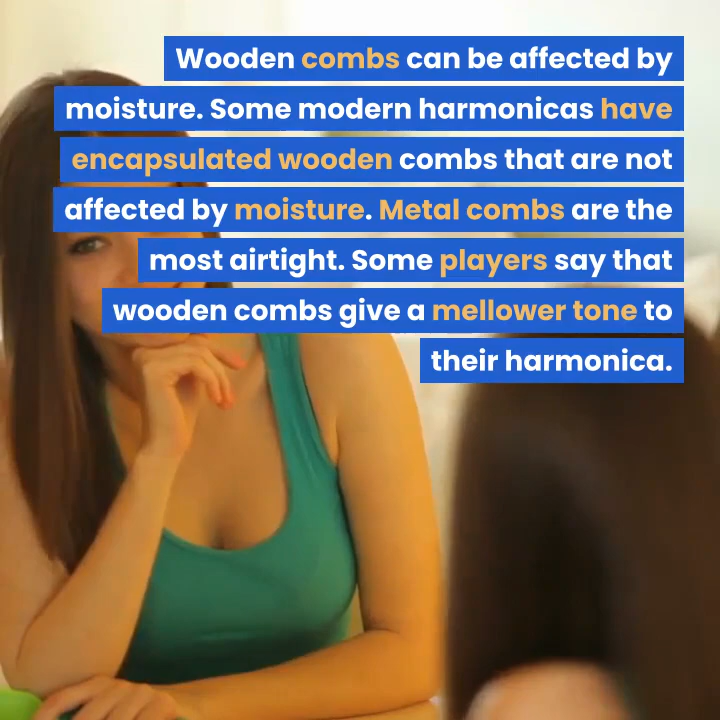 Wooden combs can be affected by
moisture. Some modern harmonicas have
encapsulated wooden combs that are not
affected by moisture. Metal combs are the
most airtight. Some players say that
wooden combs give a mellower tone to
their harmonica.